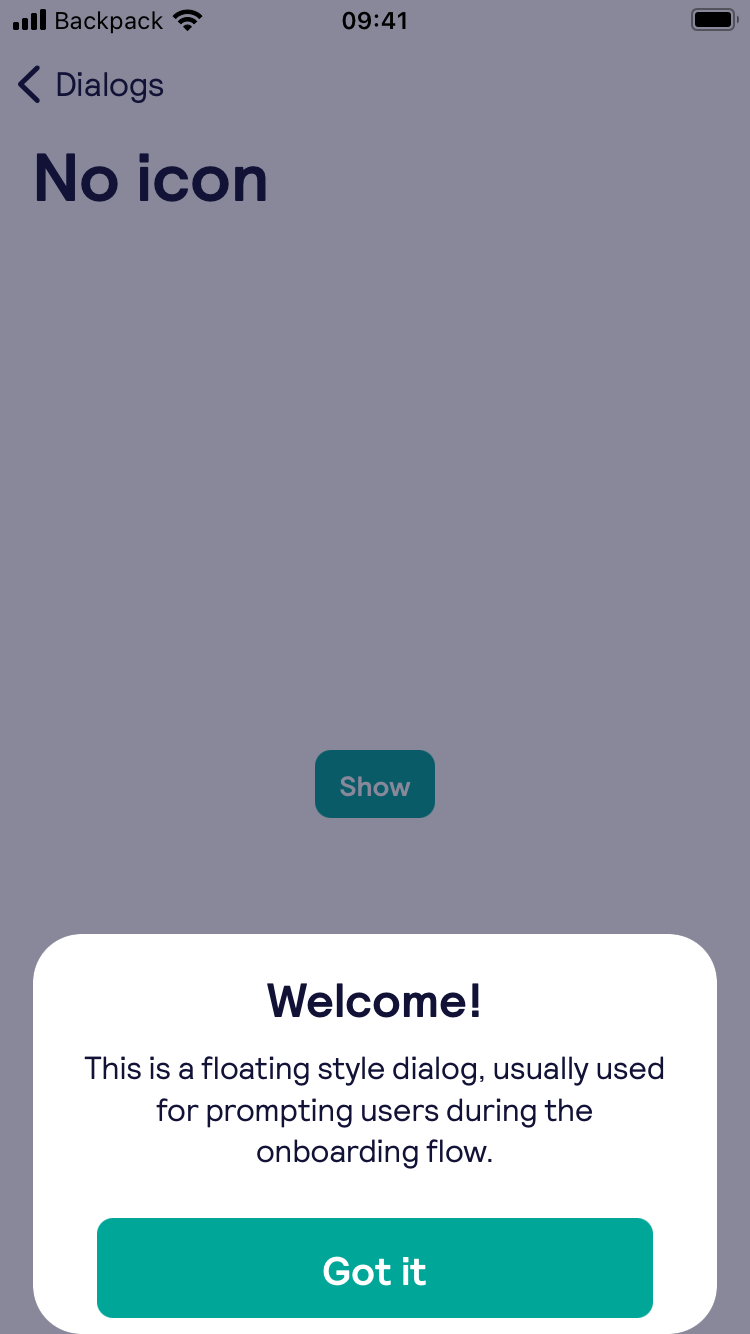 Backpack 09:41
Dialogs
No icon
Show
Welcome!
This is a floating style dialog, usually used
for prompting users during the
onboarding flow.
Got it